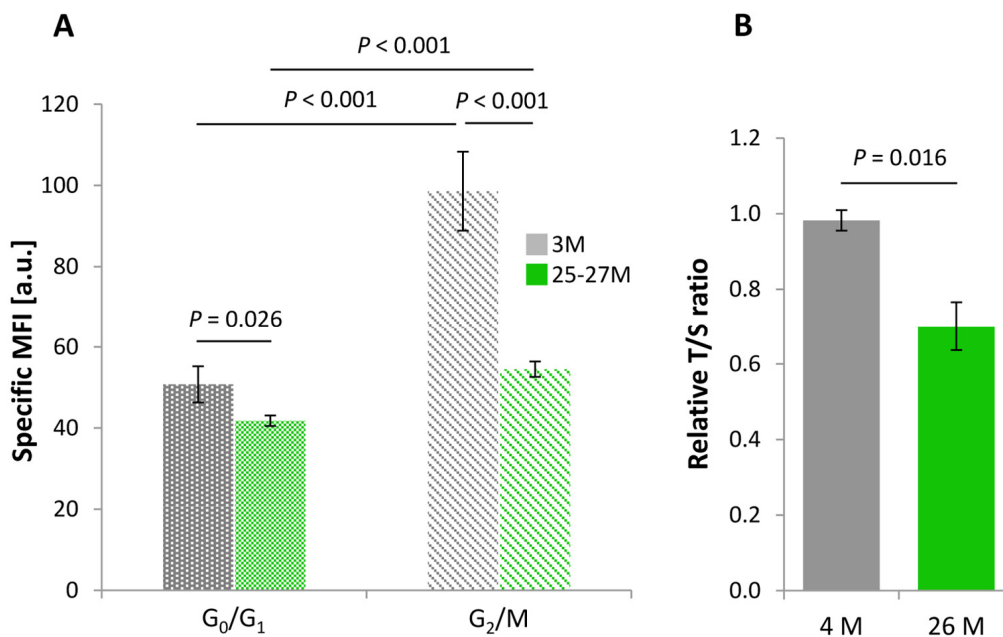 A
P < 0.001
P < 0.001
P < 0.001
P = 0.026
Specific MFI [a.u.]
120
100
80
60
40
20
0
3M
25-27M
G₀/G₁
G₂/M
B
P = 0.016
Relative T/S ratio
1.2
1.0
0.8
0.6
0.4
0.2
0.0
4 M
26 M